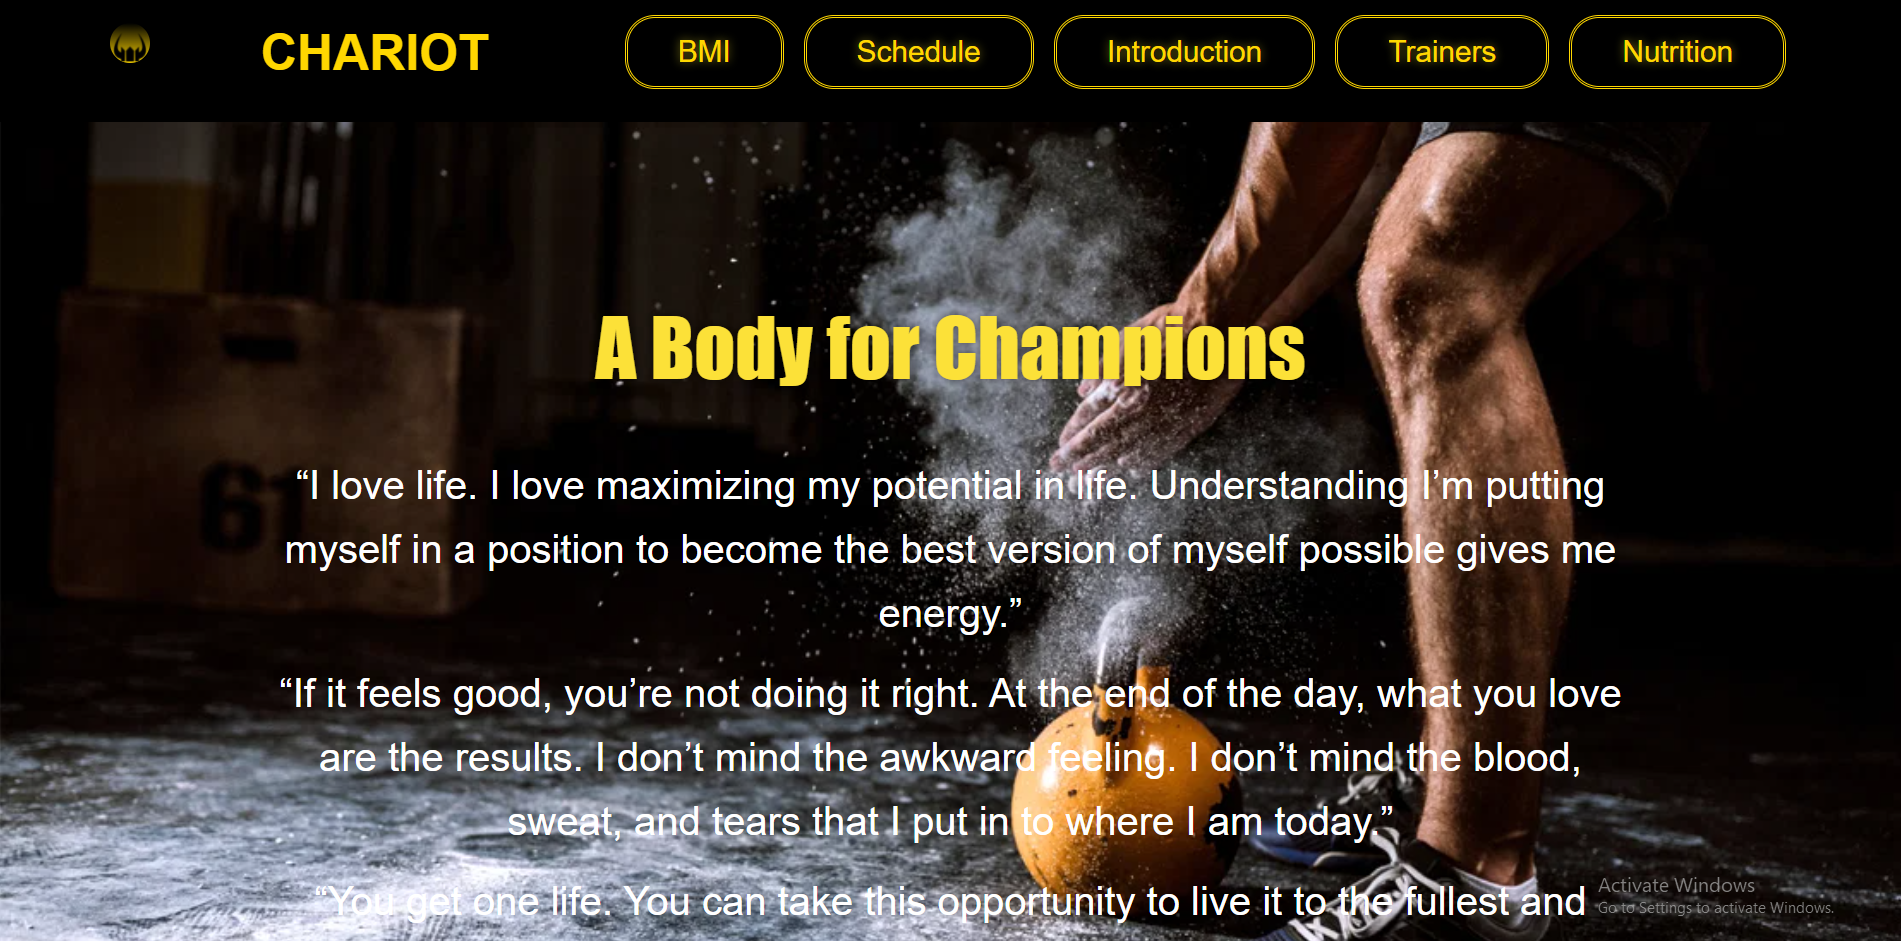 CHARIOT
BMI
Schedule
Introduction
Trainers
Nutrition
A Body for Champions
“I love life. I love maximizing my potential in life. Understanding I’m putting
myself in a position to become the best version of myself possible gives me
energy.”
“If it feels good, you’re not doing it right. At the end of the day, what you love
are the results. I don’t mind the awkward feeling. I don’t mind the blood,
sweat, and tears that I put in to where I am today.”
“You get one life. You can take this opportunity to live it to the fullest and
61
Activate Windows
Go to Settings to activate Windows.